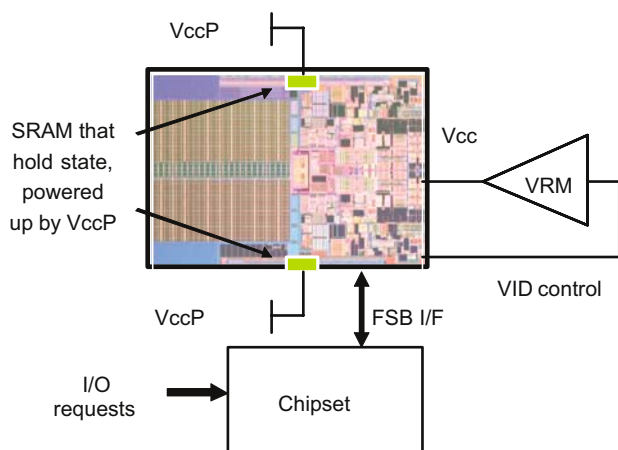 VccP
SRAM that
hold state,
powered
up by VccP
Vcc
VRM
VID control
VccP
FSB I/F
I/O
requests
Chipset